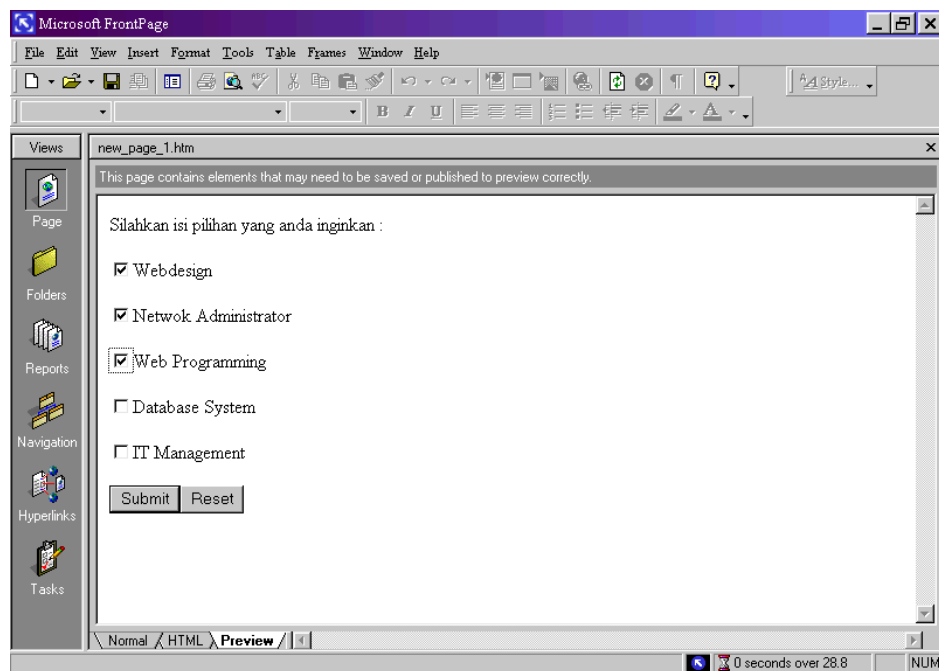 Microsoft FrontPage
File Edit View Insert Format Tools Table Frames Window Help
Style...
B I U A
Views
new_page_1.htm
This page contains elements that may need to be saved or published to preview correctly.
Page
Folders
Reports
Navigation
Hyperlinks
Tasks
Silahkan isi pilihan yang anda inginkan :
Webdesign
Netwok Administrator
Web Programming
Database System
IT Management
Submit Reset
Normal HTML Preview
0 seconds over 28.8 NUM